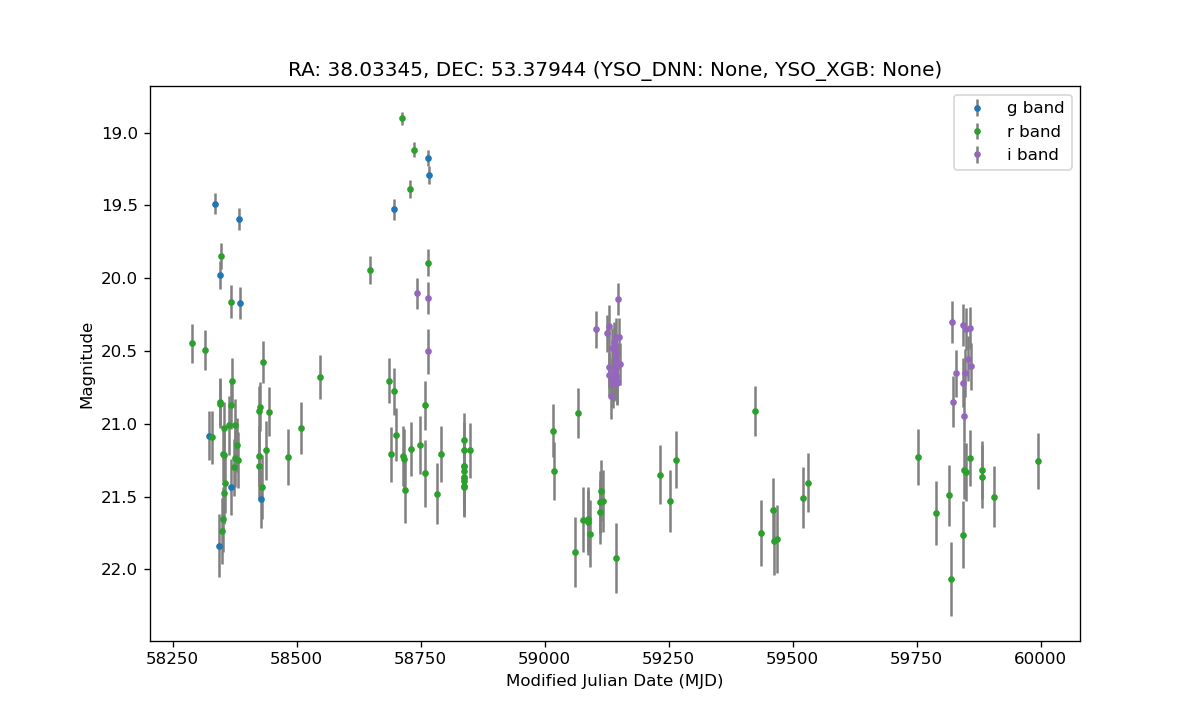 RA: 38.03345, DEC: 53.37944 (YSO_DNN: None, YSO_XGB: None)
g band
r band
i band
19.0
19.5
20.0
20.5
21.0
21.5
22.0
Magnitude
58250 58500 58750 59000 59250 59500 59750 60000
Modified Julian Date (MJD)